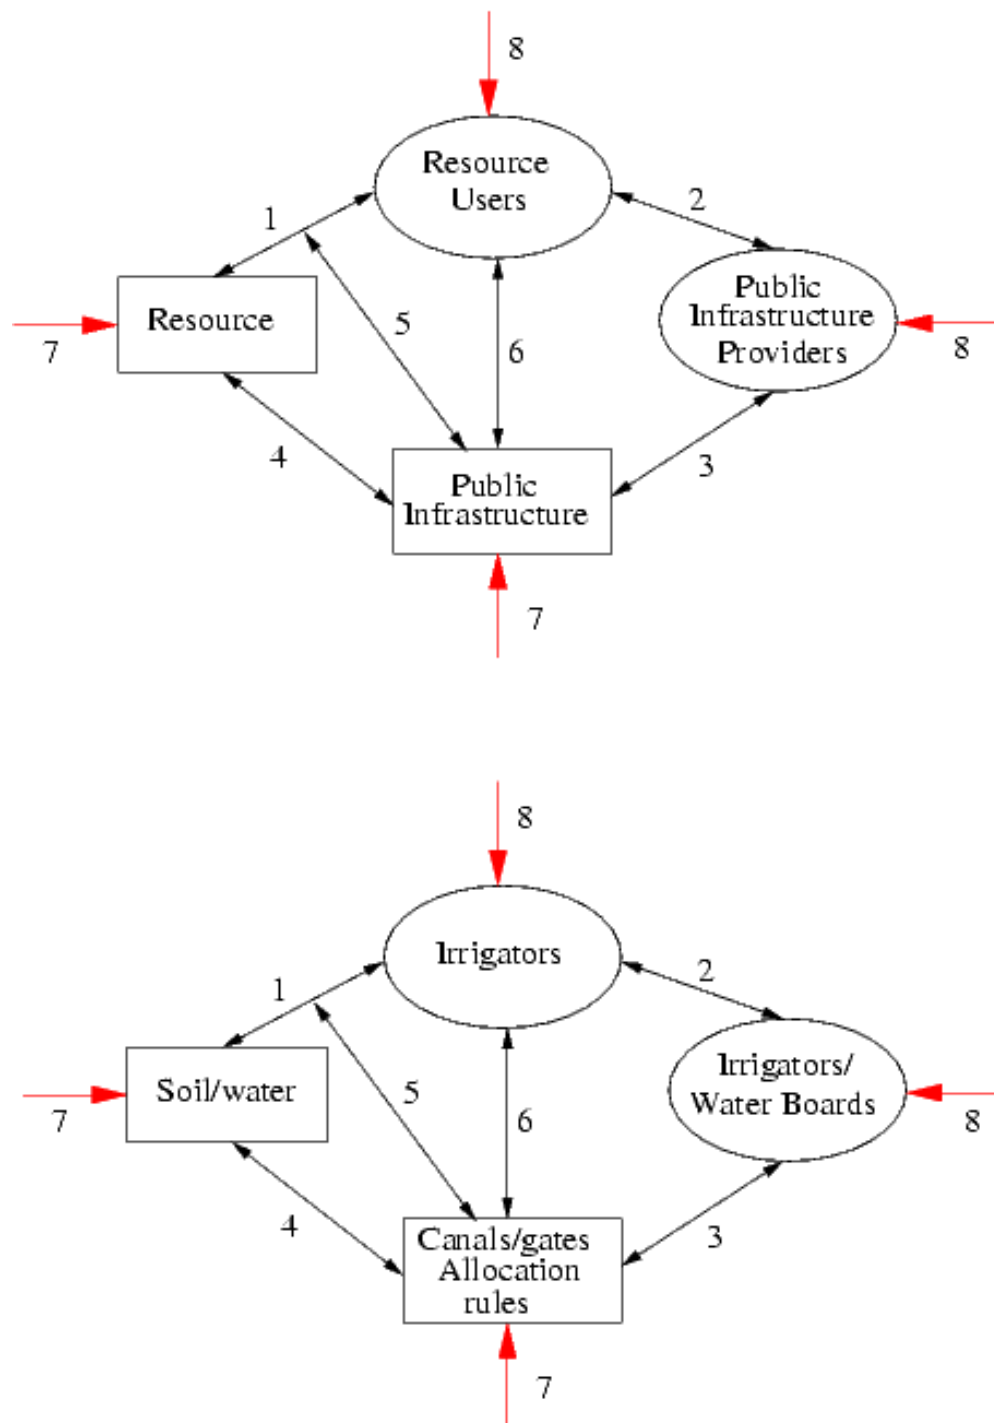 8
Resource
Users
1
2
Resource
Public
Infrastructure
Providers
7
5
6
8
4
3
Public
Infrastructure
7
8
Irrigators
1
2
Soil/water
Irrigators/
Water Boards
7
5
6
8
4
3
Canals/gates
Allocation
rules
7